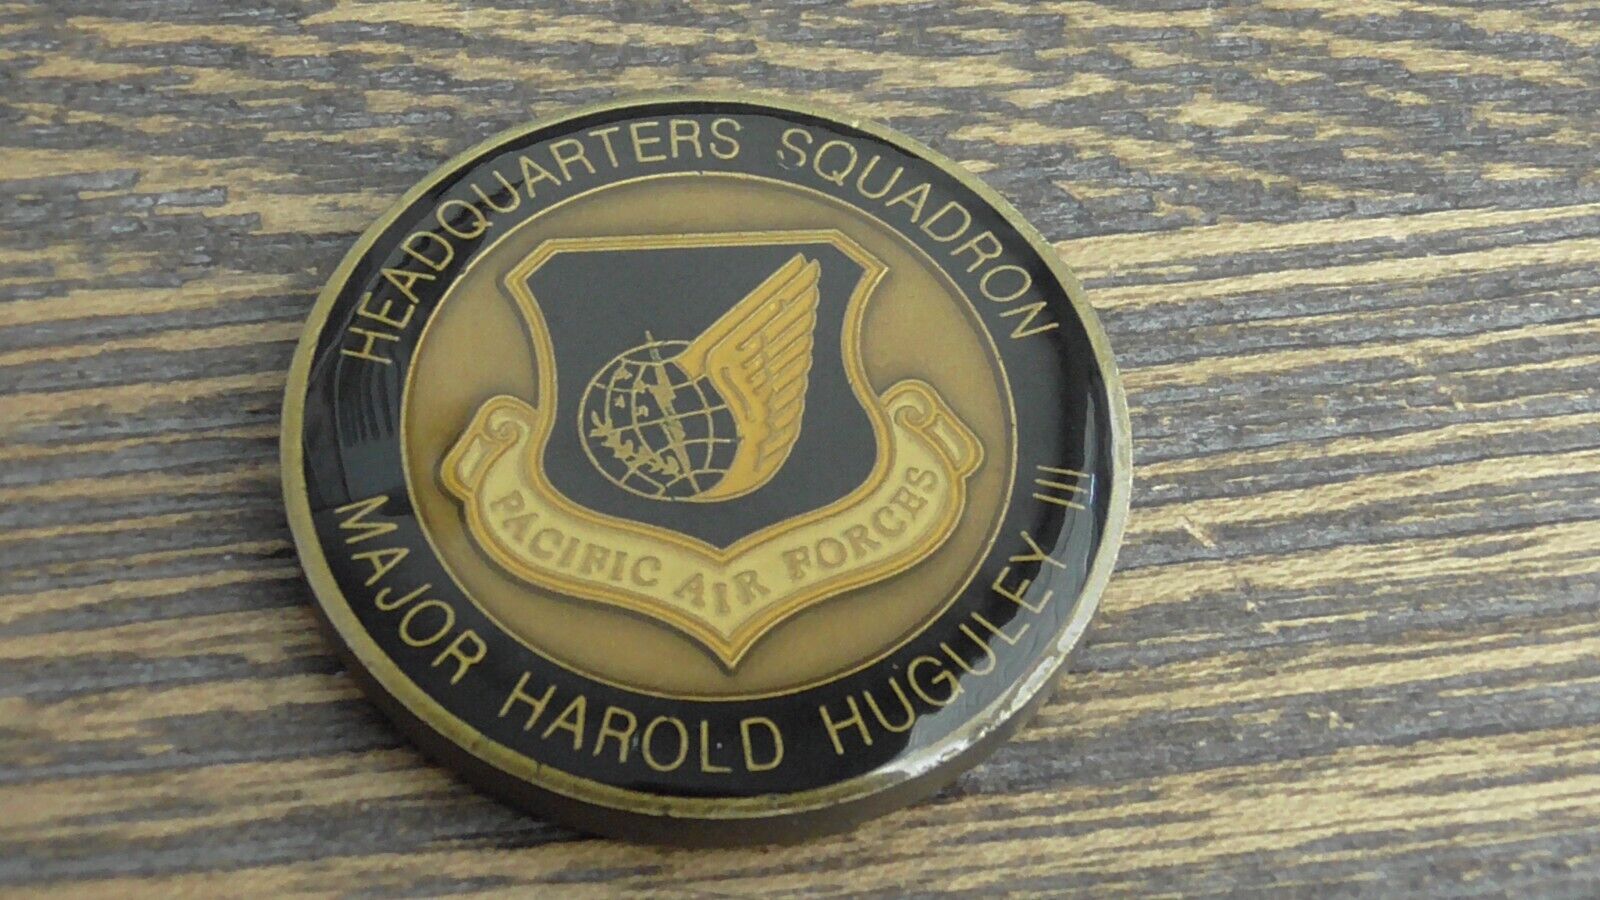 HEADQUARTERS SQUADRON
PACIFIC AIR FORCES
MAJOR HAROLD HUGULEY III